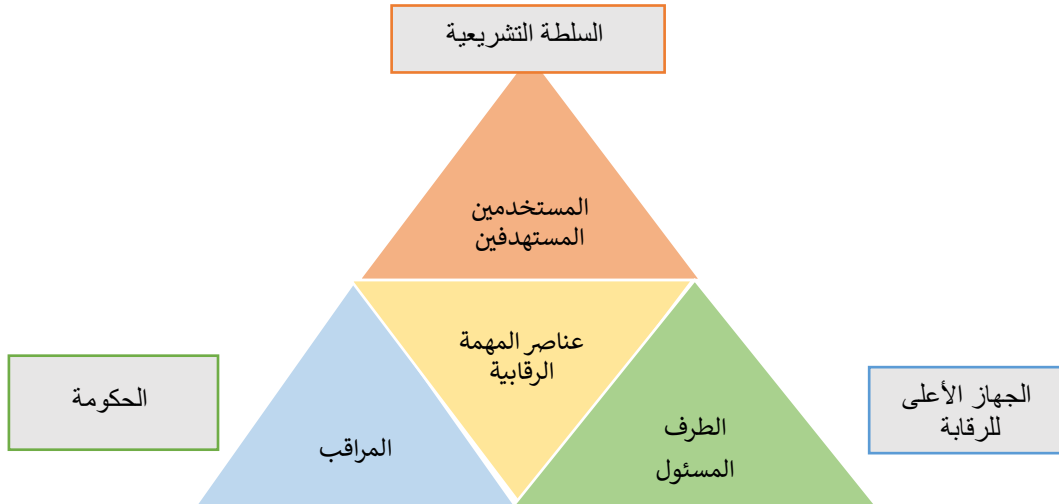 السلطة التشريعية
المستخدمين
المستهدفين
عناصر المهمة
الرقابية
الجهاز الأعلى
للرقابة
الحكومة
الطرف
المسئول
المراقب